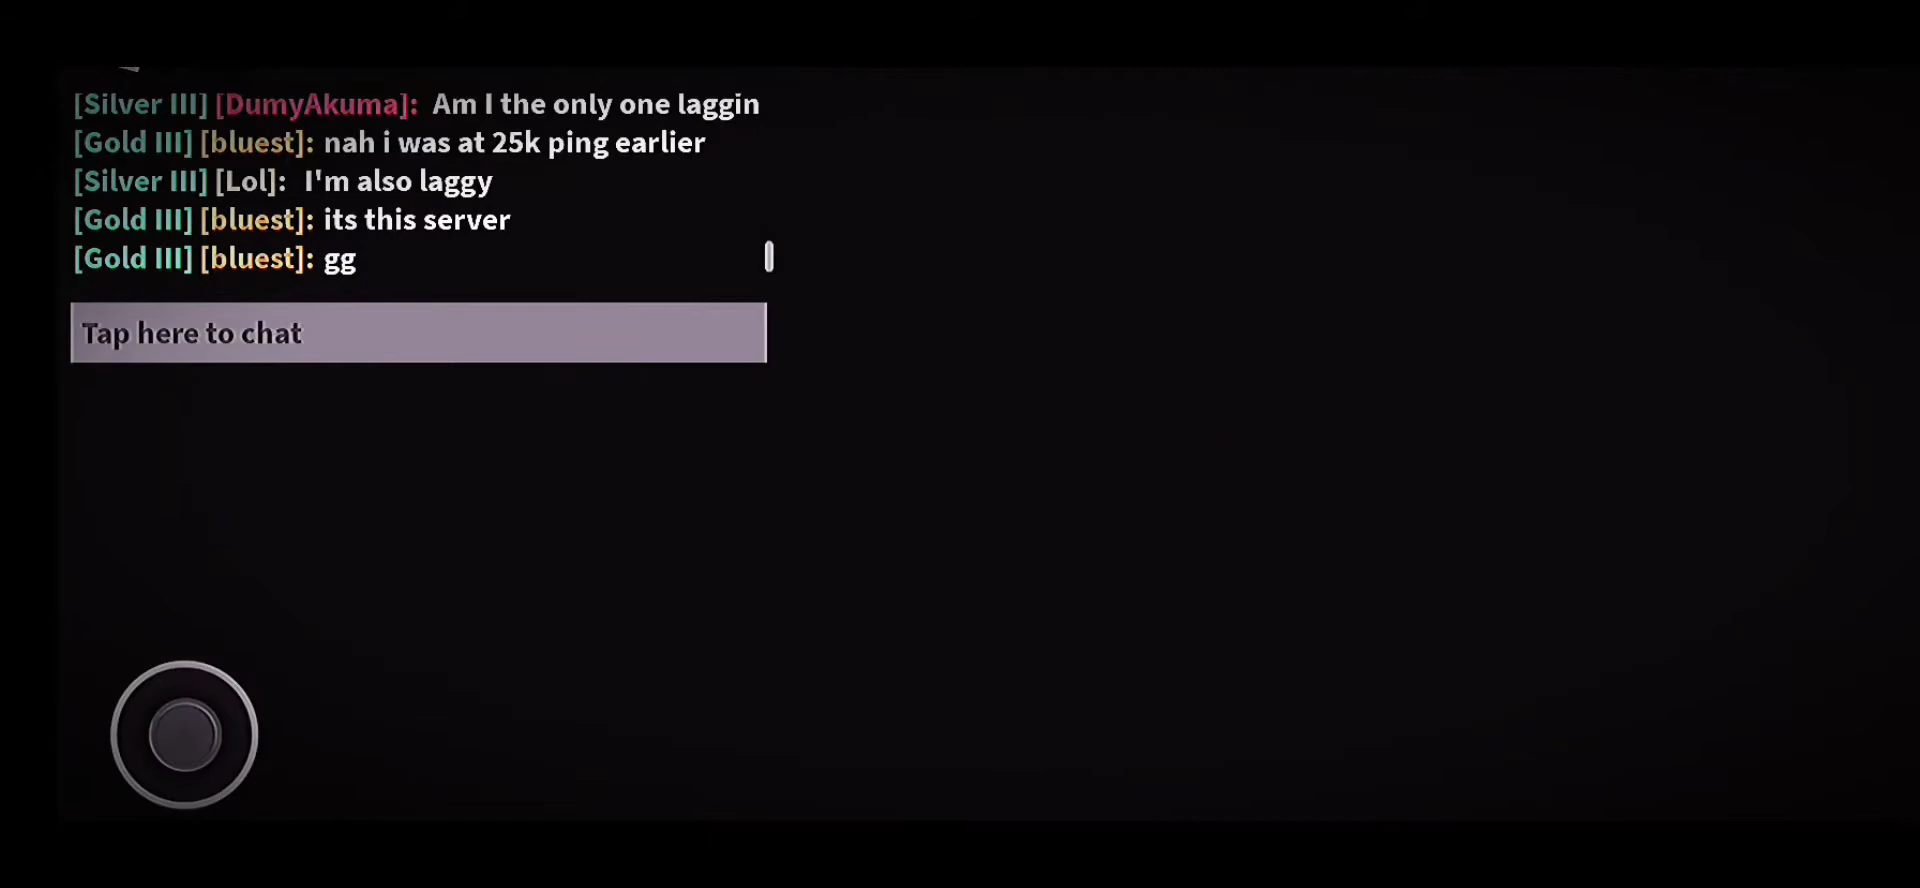 [Silver III] [DumyAkuma]: Am I the only one laggin
[Gold III] [bluest]: nah i was at 25k ping earlier
[Silver III] [Lol]: I'm also laggy
[Gold III] [bluest]: its this server
[Gold III] [bluest]: gg
Tap here to chat